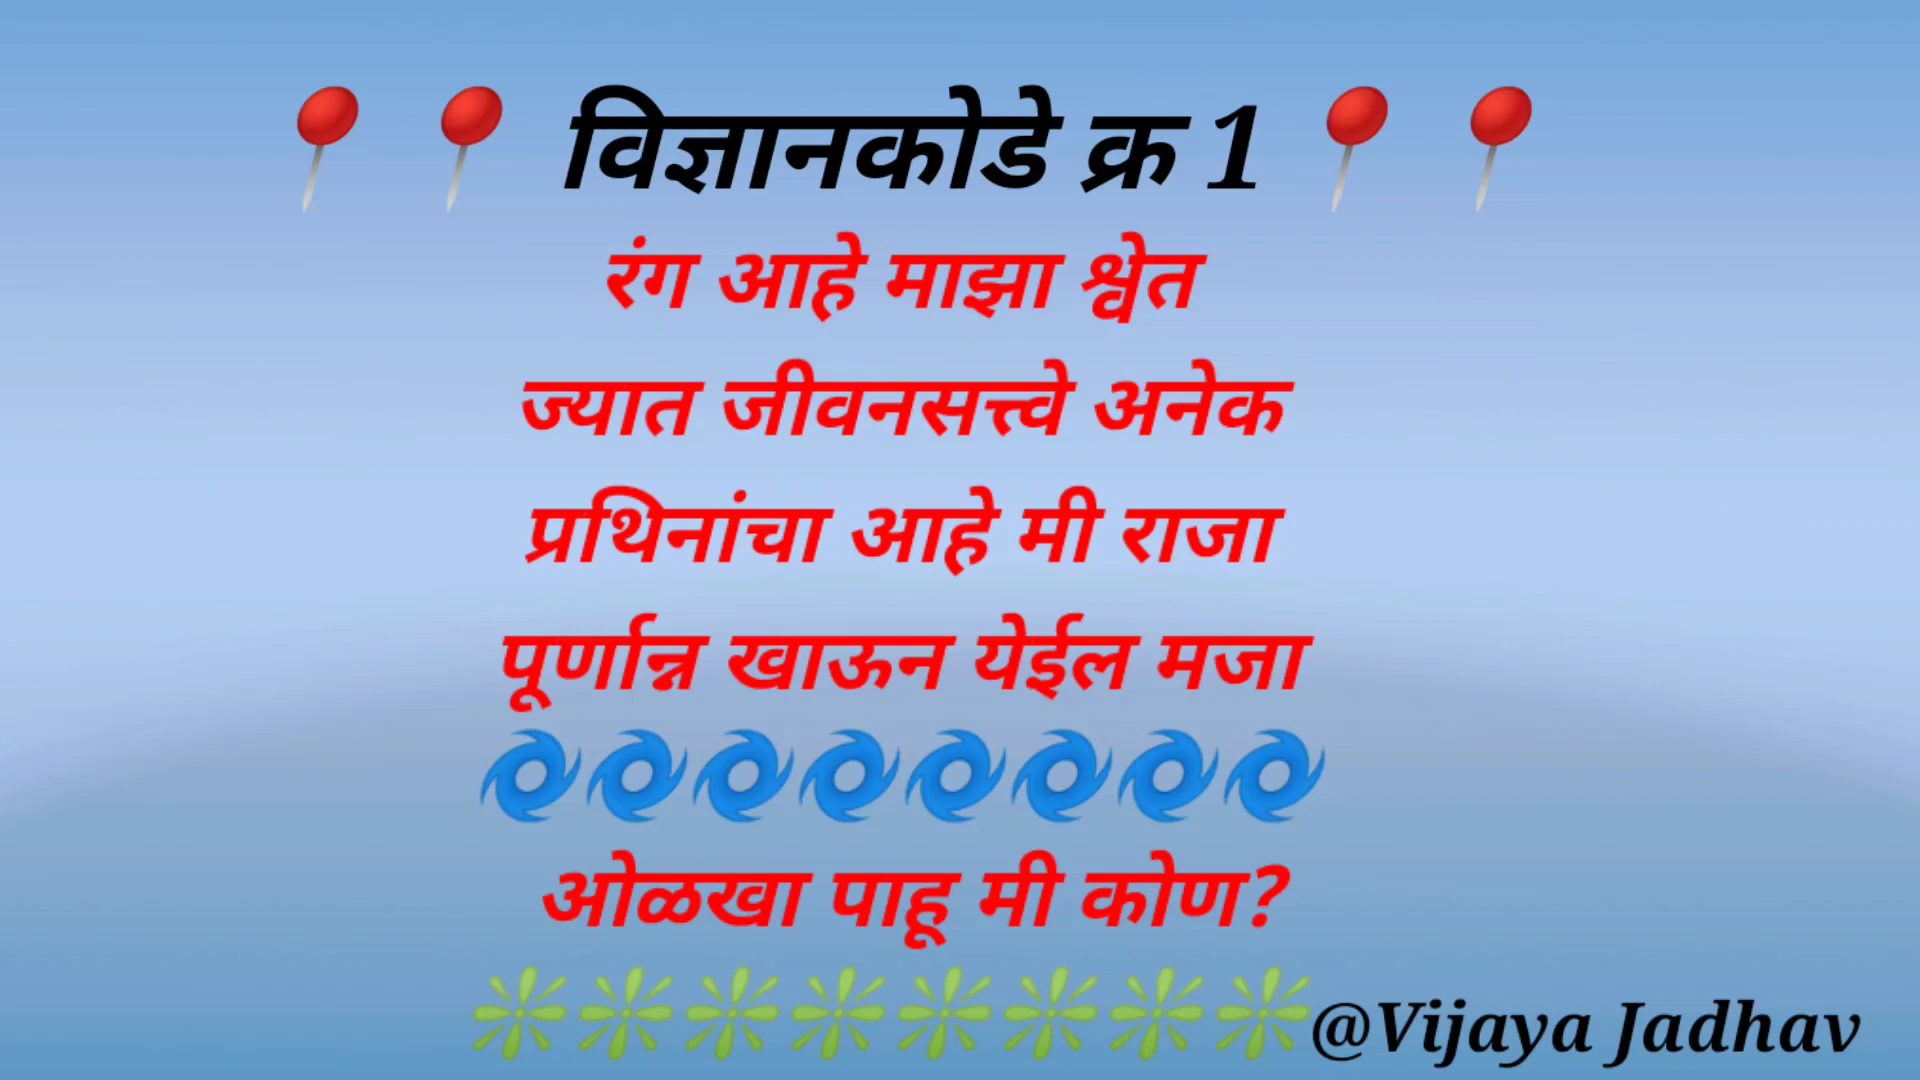 विज्ञानकोडे क्र 1
रंग आहे माझा श्वेत
ज्यात जीवनसत्त्वे अनेक
प्रथिनांचा आहे मी राजा
पूर्णान्न खाऊन येईल मजा
ओळखा पाहू मी कोण?
@Vijaya Jadhav